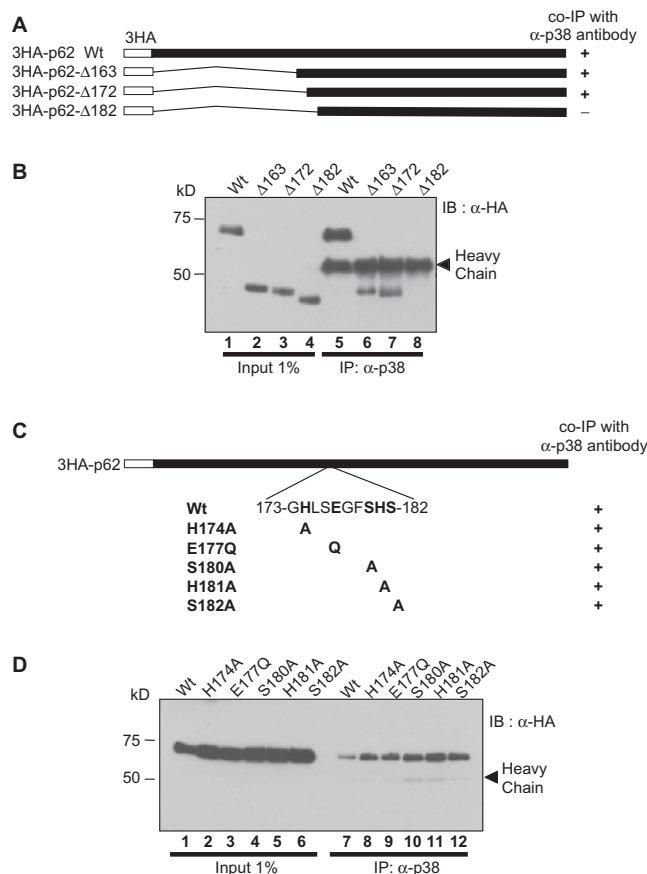 A
3HA
co-IP with
α-p38 antibody
3HA-p62 Wt +
3HA-p62-Δ163 +
3HA-p62-Δ172 +
3HA-p62-Δ182 –
B
kD
Wt Δ163 Δ172 Δ182 Wt Δ163 Δ172 Δ182
IB : α-HA
75
50
Heavy
Chain
1 2 3 4 5 6 7 8
Input 1% IP: α-p38
C
co-IP with
α-p38 antibody
3HA-p62
Wt 173-GHLSEGFSHS-182 +
H174A A +
E177Q Q +
S180A A +
H181A A +
S182A A +
D
kD
Wt H174A E177Q S180A H181A S182A Wt H174A E177Q S180A H181A S182A
IB : α-HA
75
50
Heavy
Chain
1 2 3 4 5 6 7 8 9 10 11 12
Input 1% IP: α-p38